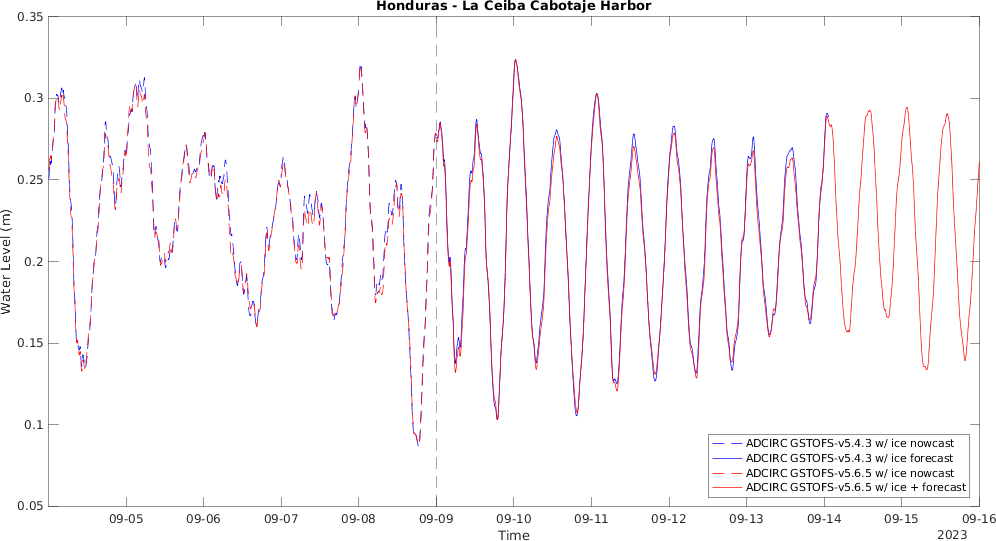 Honduras - La Ceiba Cabotaje Harbor
0.35
0.3
0.25
0.2
0.15
0.1
0.05
Water Level (m)
ADCIRC GSTOFS-v5.4.3 w/ ice nowcast
ADCIRC GSTOFS-v5.4.3 w/ ice forecast
ADCIRC GSTOFS-v5.6.5 w/ ice nowcast
ADCIRC GSTOFS-v5.6.5 w/ ice + forecast
09-05 09-06 09-07 09-08 09-09 09-10 09-11 09-12 09-13 09-14 09-15 09-16
Time
2023